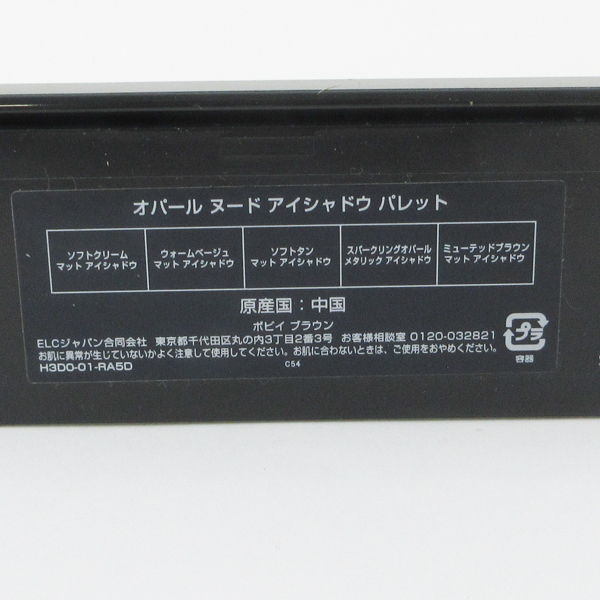 オパール ヌード アイシャドウ パレット
ソフトクリーム
マット アイシャドウ
ウォームベージュ
マット アイシャドウ
ソフトタン
マット アイシャドウ
スパークリングオパール
メタリック アイシャドウ
ミューテッドブラウン
マット アイシャドウ
原産国：中国
ボビイ ブラウン
ELCジャパン合同会社 東京都千代田区丸の内3丁目2番3号 お客様相談室 0120-032821
お肌に異常が生じていないかよく注意して使用してください。お肌に合わないときは、ご使用をおやめください。
H3D0-01-RA5D
C54
プラ
容器